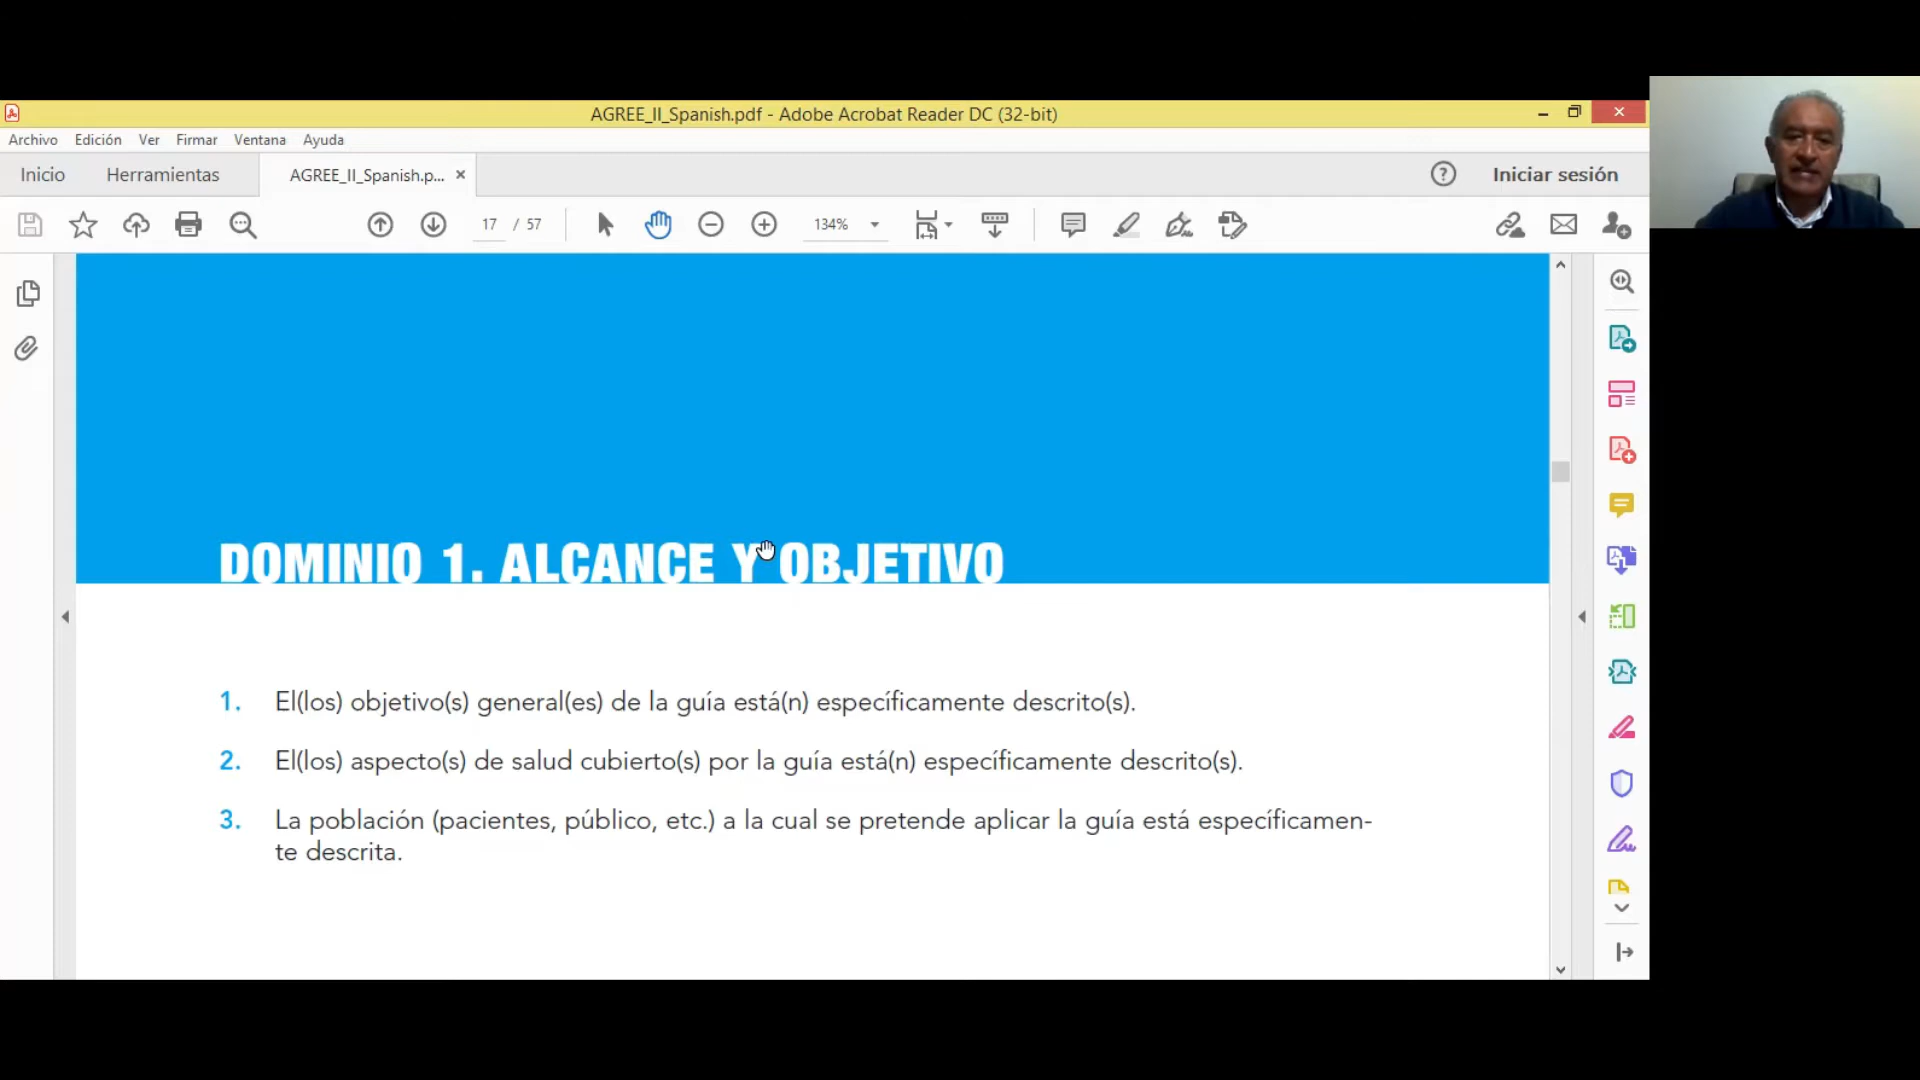 AGREE_II_Spanish.pdf - Adobe Acrobat Reader DC (32-bit)
Archivo Edición Ver Firmar Ventana Ayuda
Inicio Herramientas AGREE_II_Spanish.p... × ? Iniciar sesión
17 / 57 134%
DOMINIO 1. ALCANCE Y OBJETIVO
1. El(los) objetivo(s) general(es) de la guía está(n) específicamente descrito(s).
2. El(los) aspecto(s) de salud cubierto(s) por la guía está(n) específicamente descrito(s).
3. La población (pacientes, público, etc.) a la cual se pretende aplicar la guía está específicamen-
te descrita.